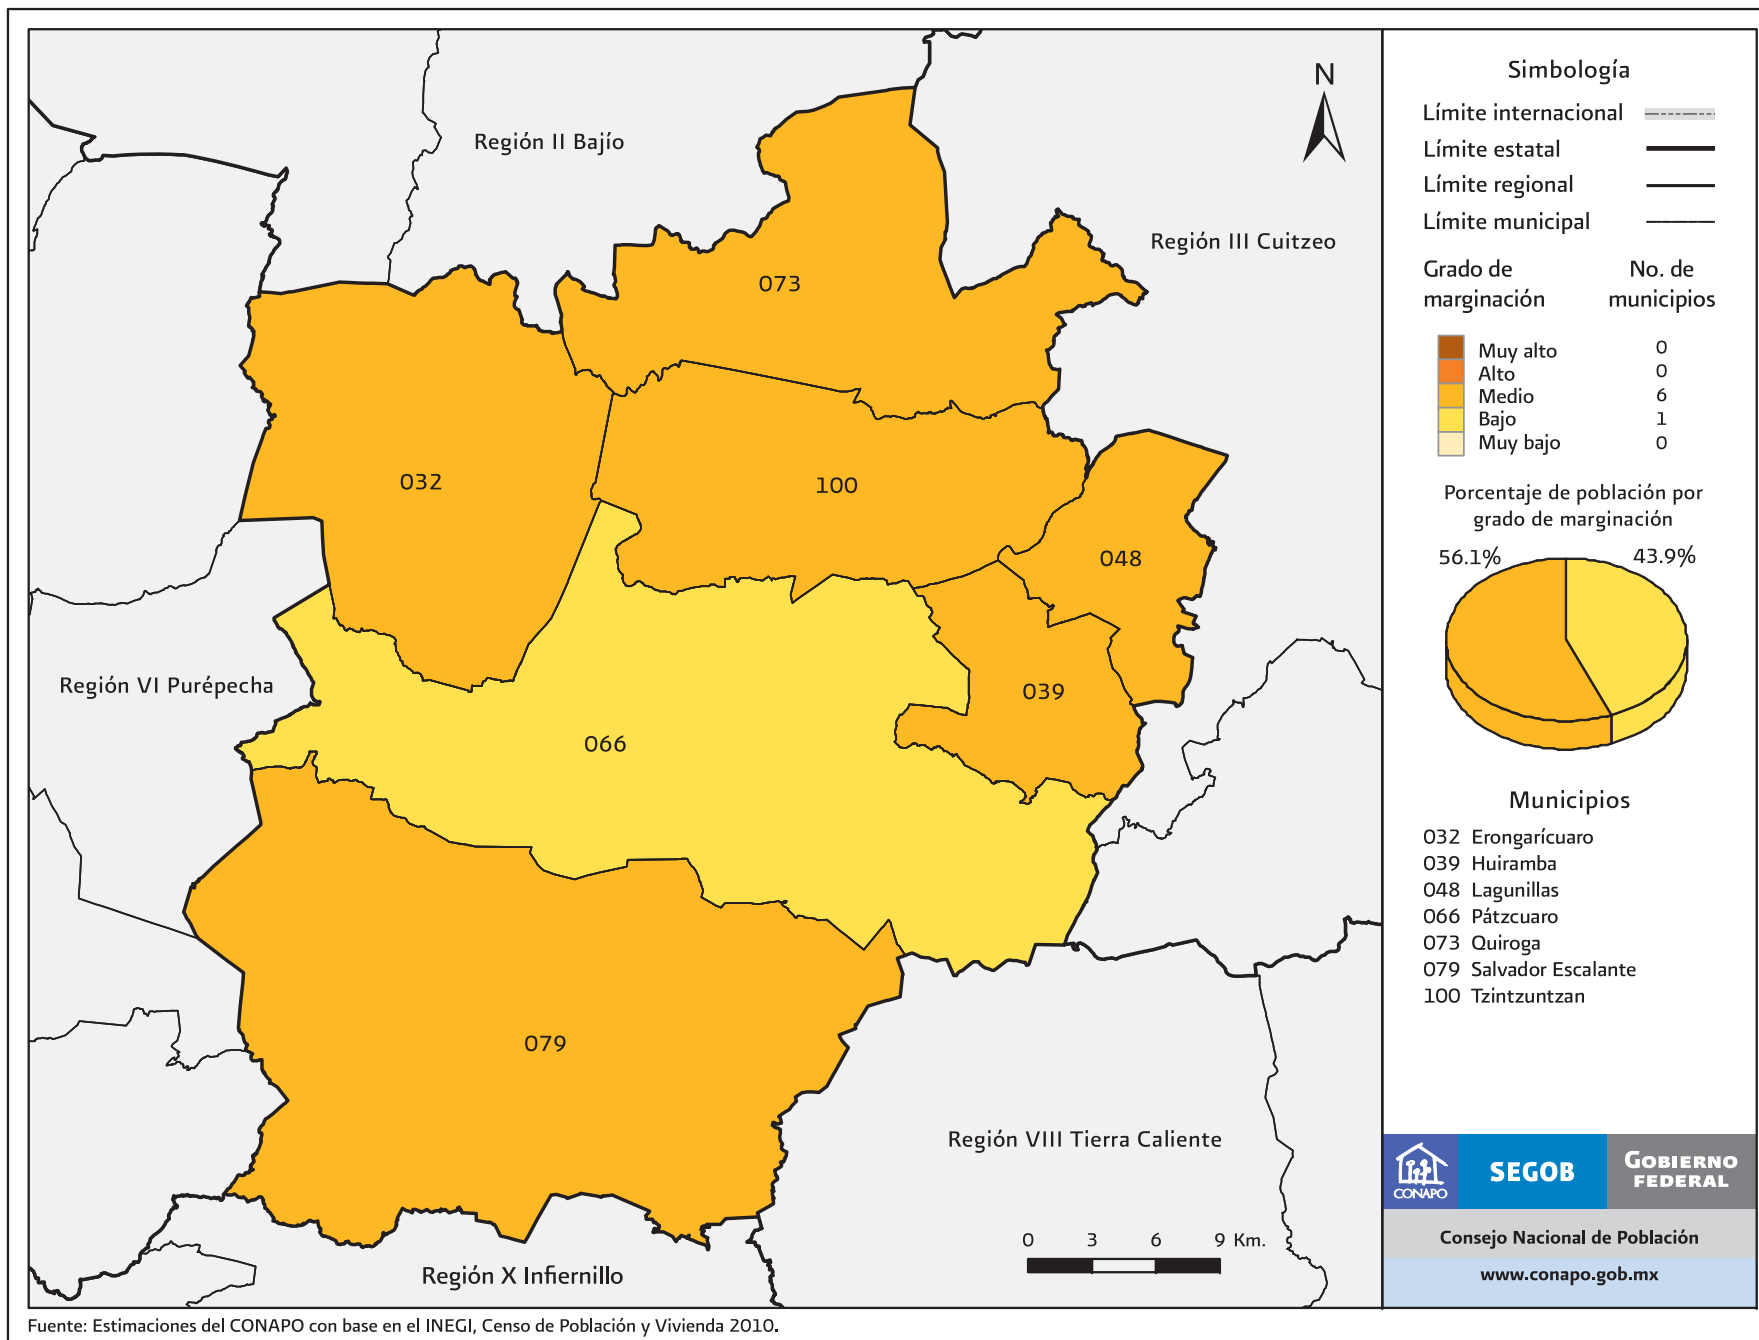 Región II Bajío
N
Región III Cuitzeo
073
032
100
048
Región VI Purépecha
039
066
079
Región VIII Tierra Caliente
0 3 6 9 Km.
Región X Infiernillo
Simbología
Límite internacional
Límite estatal
Límite regional
Límite municipal
Grado de marginación
No. de municipios
Muy alto 0
Alto 0
Medio 6
Bajo 1
Muy bajo 0
Porcentaje de población por
grado de marginación
56.1% 43.9%
Municipios
032 Erongarícuaro
039 Huiramba
048 Lagunillas
066 Pátzcuaro
073 Quiroga
079 Salvador Escalante
100 Tzintzuntzan
CONAPO
SEGOB
GOBIERNO
FEDERAL
Consejo Nacional de Población
www.conapo.gob.mx
Fuente: Estimaciones del CONAPO con base en el INEGI, Censo de Población y Vivienda 2010.